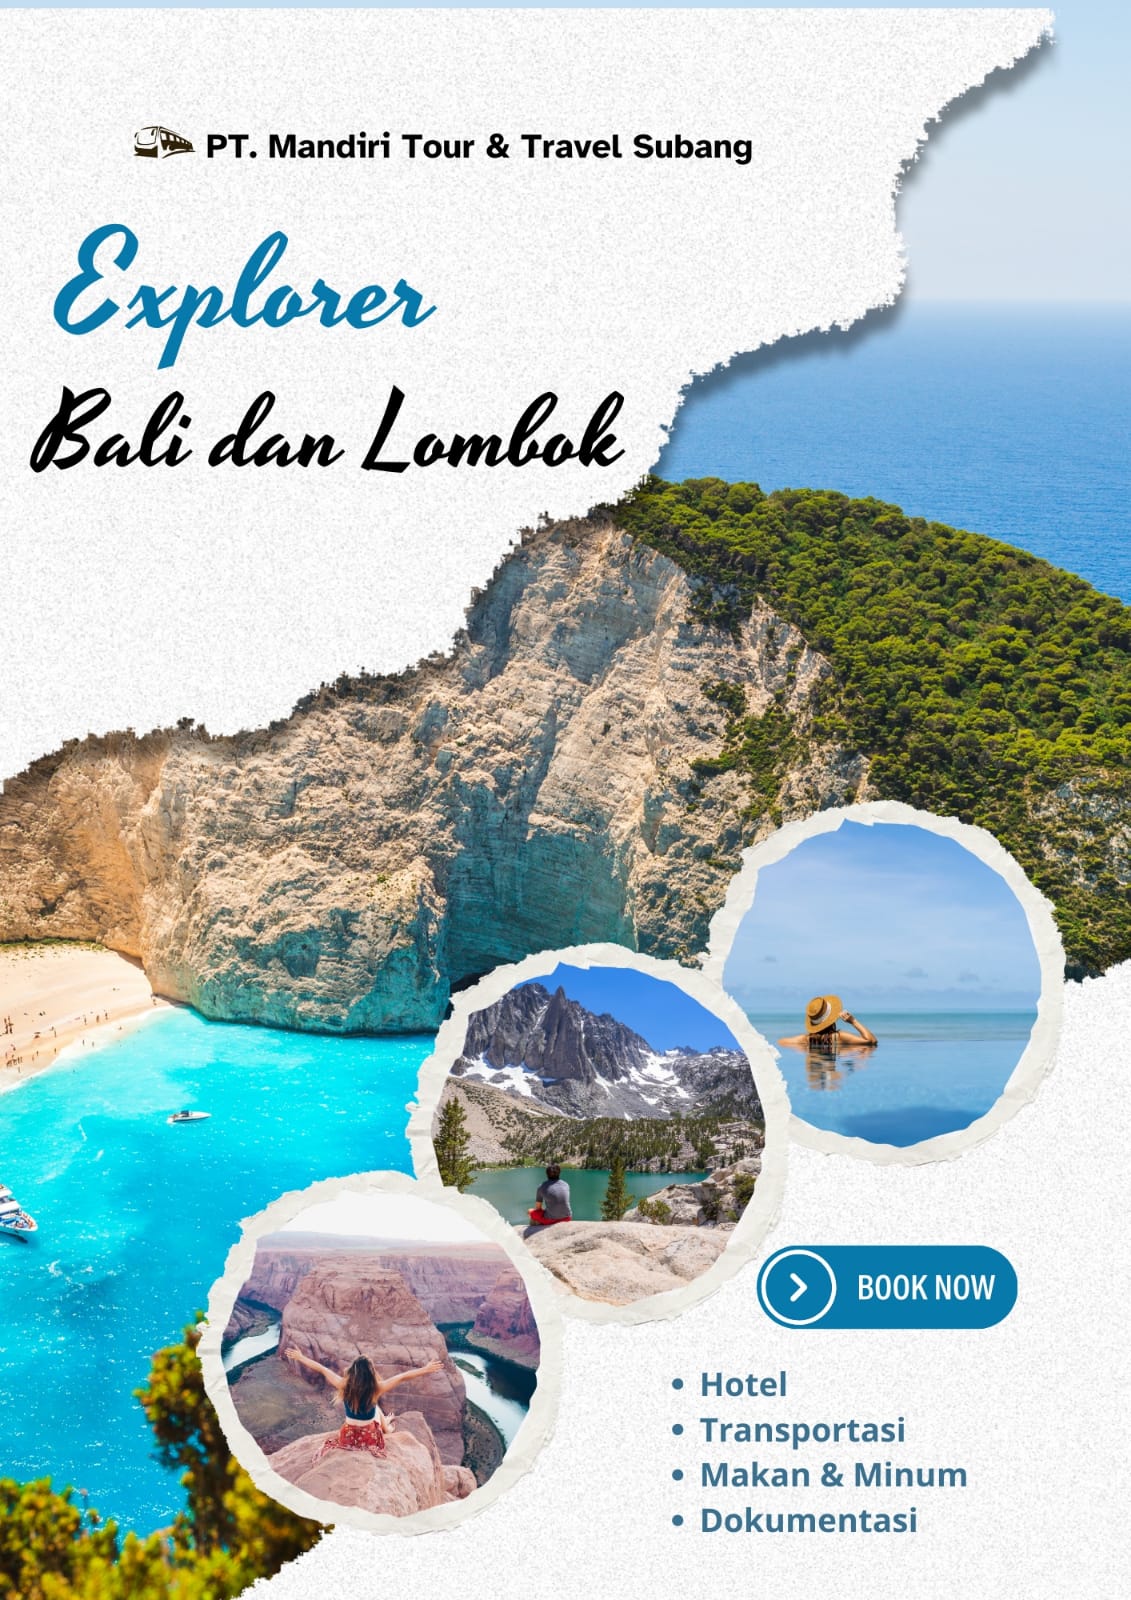 PT. Mandiri Tour & Travel Subang
Explorer
Bali dan Lombok
BOOK NOW
• Hotel
• Transportasi
• Makan & Minum
• Dokumentasi